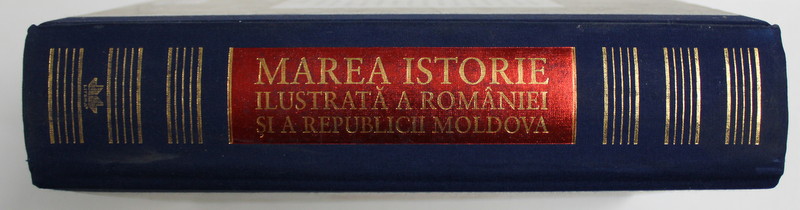 MAREA ISTORIE
ILUSTRATĂ A ROMÂNIEI
ȘI A REPUBLICII MOLDOVA